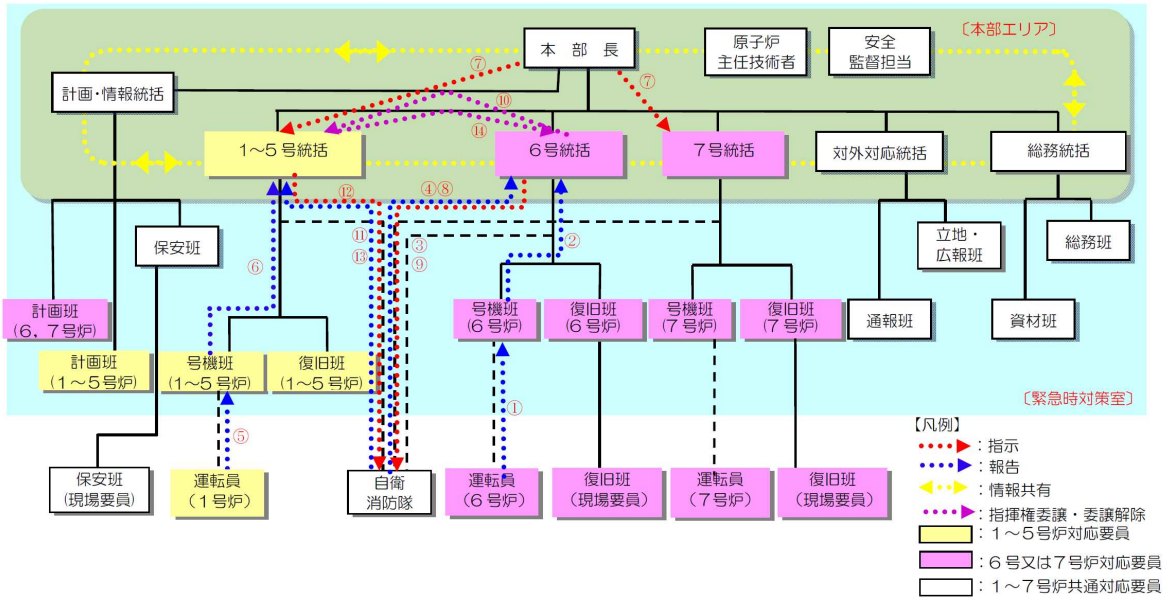 〔本部エリア〕
本 部 長
原子炉
主任技術者
安全
監督担当
⑦
⑦
計画・情報統括
⑩
⑭
1~5号統括
6号統括
7号統括
対外対応統括
総務統括
⑫
④⑧
保安班
⑪
⑬
③
⑨
②
立地・
広報班
総務班
⑥
計画班
(6,7号炉)
号機班
(6号炉)
復旧班
(6号炉)
号機班
(7号炉)
復旧班
(7号炉)
通報班
資材班
計画班
(1~5号炉)
号機班
(1~5号炉)
復旧班
(1~5号炉)
〔緊急時対策室〕
⑤
①
保安班
(現場要員)
運転員
(1号炉)
自衛
消防隊
運転員
(6号炉)
復旧班
(現場要員)
運転員
(7号炉)
復旧班
(現場要員)
【凡例】
:指示
:報告
:情報共有
:指揮権委譲・委譲解除
:1~5号炉対応要員
:6号又は7号炉対応要員
:1~7号炉共通対応要員